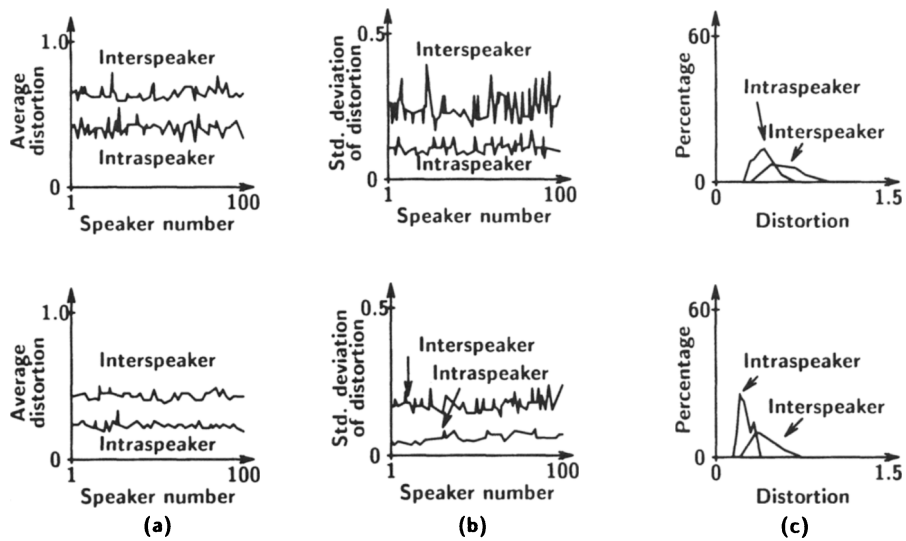 Average distortion
1.0
Interspeaker
Intraspeaker
0
1
100
Speaker number
Std. deviation of distortion
0.5
Interspeaker
Intraspeaker
0
1
100
Speaker number
Percentage
60
Intraspeaker
Interspeaker
0
0
1.5
Distortion
Average distortion
1.0
Interspeaker
Intraspeaker
0
1
100
Speaker number
(a)
Std. deviation of distortion
0.5
Interspeaker
Intraspeaker
0
1
100
Speaker number
(b)
Percentage
60
Intraspeaker
Interspeaker
0
0
1.5
Distortion
(c)